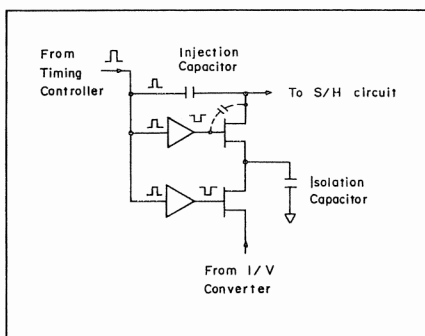 From
Timing
Controller
Injection
Capacitor
To S/H circuit
Isolation
Capacitor
From I/V
Converter